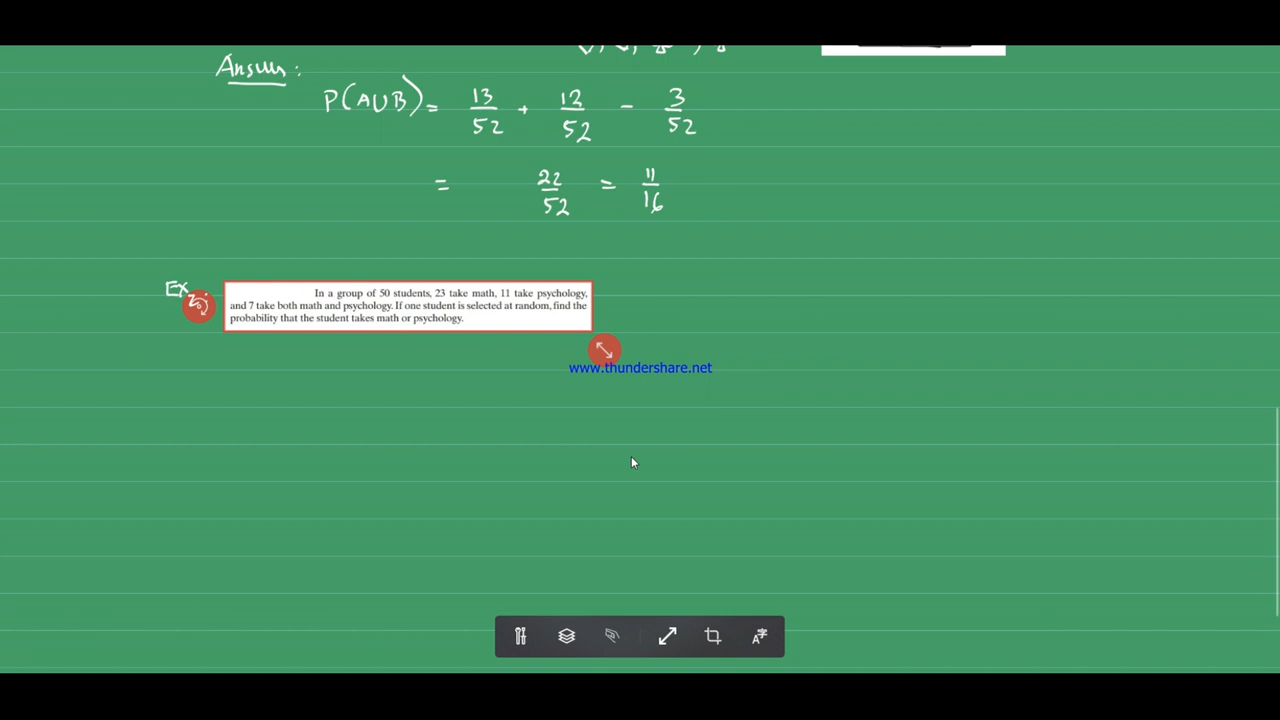 Answer:
P(A∪B) = 13/52 + 12/52 - 3/52
= 22/52 = 11/16
Ex
In a group of 50 students, 23 take math, 11 take psychology,
and 7 take both math and psychology. If one student is selected at random, find the
probability that the student takes math or psychology.
www.thundershare.net